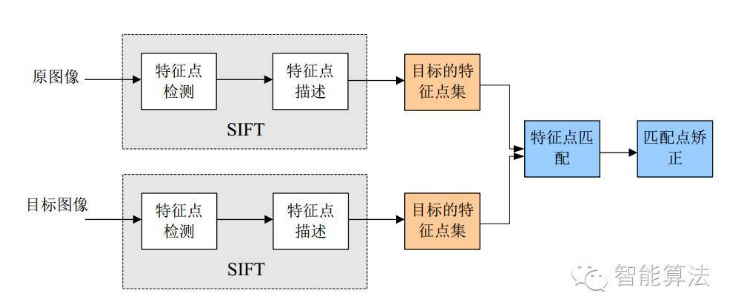 原图像
特征点
检测
特征点
描述
SIFT
目标的特
征点集
目标图像
特征点
检测
特征点
描述
SIFT
目标的特
征点集
特征点匹
配
匹配点矫
正
智能算法